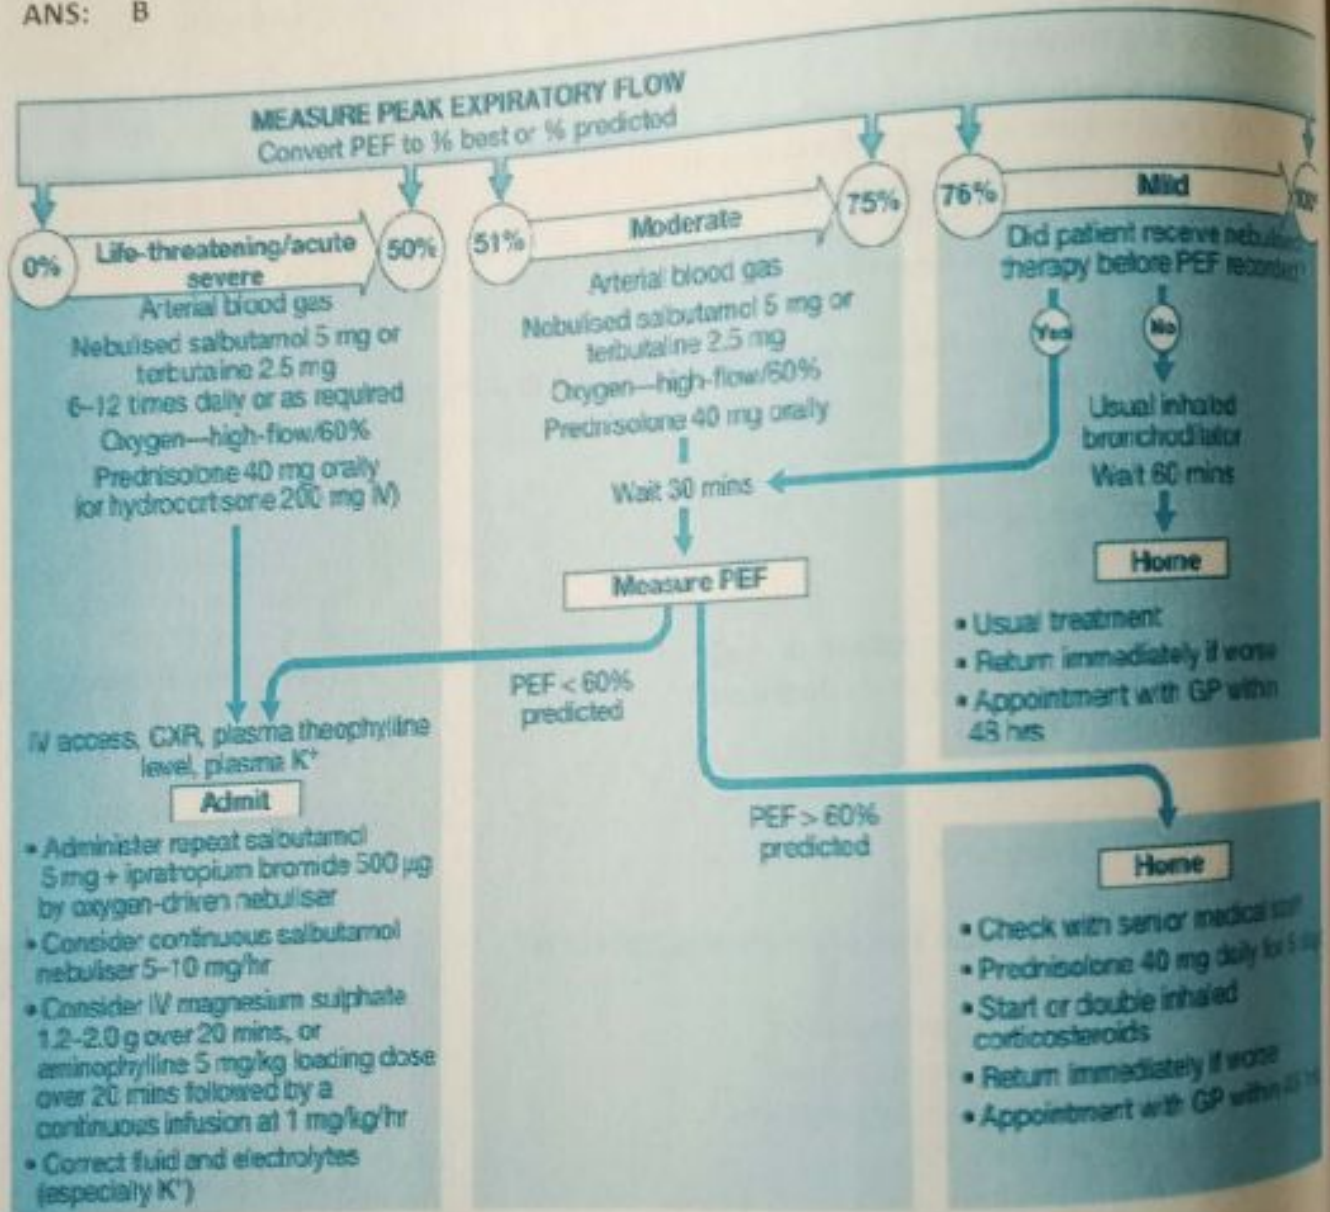 ANS: B
MEASURE PEAK EXPIRATORY FLOW
Convert PEF to % best or % predicted
0%
Life-threatening/acute
severe
50%
Arterial blood gas
Nebulised salbutamol 5 mg or
terbutaline 2.5 mg
6–12 times daily or as required
Oxygen—high-flow/60%
Prednisolone 40 mg orally
(or hydrocortisone 200 mg IV)
51%
Moderate
75%
Arterial blood gas
Nebulised salbutamol 5 mg or
terbutaline 2.5 mg
Oxygen—high-flow/60%
Prednisolone 40 mg orally
Wait 30 mins
Measure PEF
PEF < 60%
predicted
PEF > 60%
predicted
76%
Mild
Did patient receive
therapy before PEF recorded
Yes
No
Usual inhaled
bronchodilator
Wait 60 mins
Home
• Usual treatment
• Return immediately if worse
• Appointment with GP within
48 hrs
IV access, CXR, plasma theophylline
level, plasma K⁺
Admit
• Administer repeat salbutamol
5 mg + ipratropium bromide 500 µg
by oxygen-driven nebuliser
• Consider continuous salbutamol
nebuliser 5–10 mg/hr
• Consider IV magnesium sulphate
1.2–2.0 g over 20 mins, or
aminophylline 5 mg/kg loading dose
over 20 mins followed by a
continuous infusion at 1 mg/kg/hr
• Correct fluid and electrolytes
(especially K⁺)
Home
• Check with senior medical
• Prednisolone 40 mg daily for
• Start or double inhaled
corticosteroids
• Return immediately if worse
• Appointment with GP within